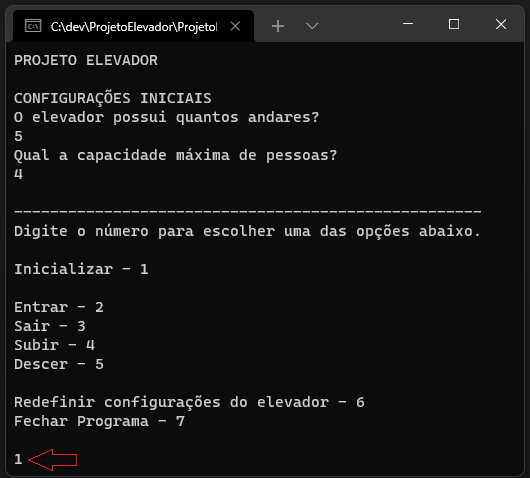 C:\dev\ProjetoElevador\Projetol
PROJETO ELEVADOR
CONFIGURAÇÕES INICIAIS
O elevador possui quantos andares?
5
Qual a capacidade máxima de pessoas?
4
----------------------------------------------------
Digite o número para escolher uma das opções abaixo.
Inicializar - 1
Entrar - 2
Sair - 3
Subir - 4
Descer - 5
Redefinir configurações do elevador - 6
Fechar Programa - 7
1